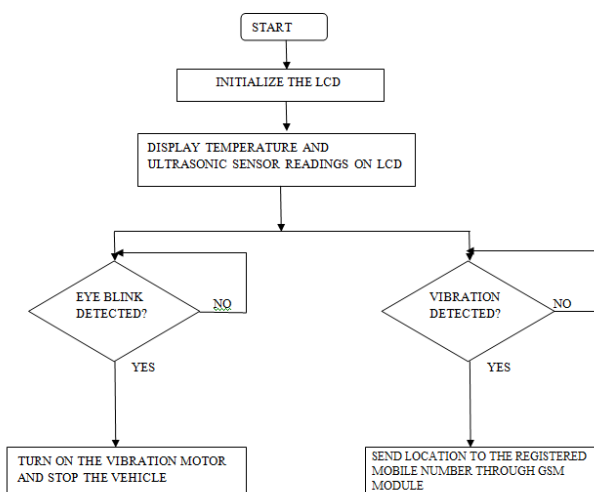 START
INITIALIZE THE LCD
DISPLAY TEMPERATURE AND
ULTRASONIC SENSOR READINGS ON LCD
EYE BLINK
DETECTED?
NO
YES
VIBRATION
DETECTED?
NO
YES
TURN ON THE VIBRATION MOTOR
AND STOP THE VEHICLE
SEND LOCATION TO THE REGISTERED
MOBILE NUMBER THROUGH GSM
MODULE